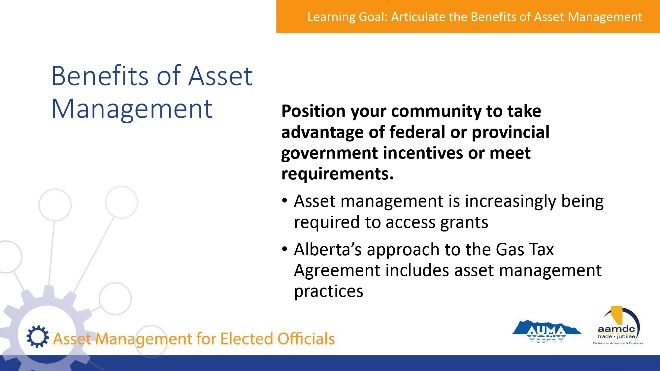 Learning Goal: Articulate the Benefits of Asset Management
Benefits of Asset
Management
Position your community to take
advantage of federal or provincial
government incentives or meet
requirements.
• Asset management is increasingly being
required to access grants
• Alberta’s approach to the Gas Tax
Agreement includes asset management
practices
Asset Management for Elected Officials
AUMA
aamdc
trade · jubilee